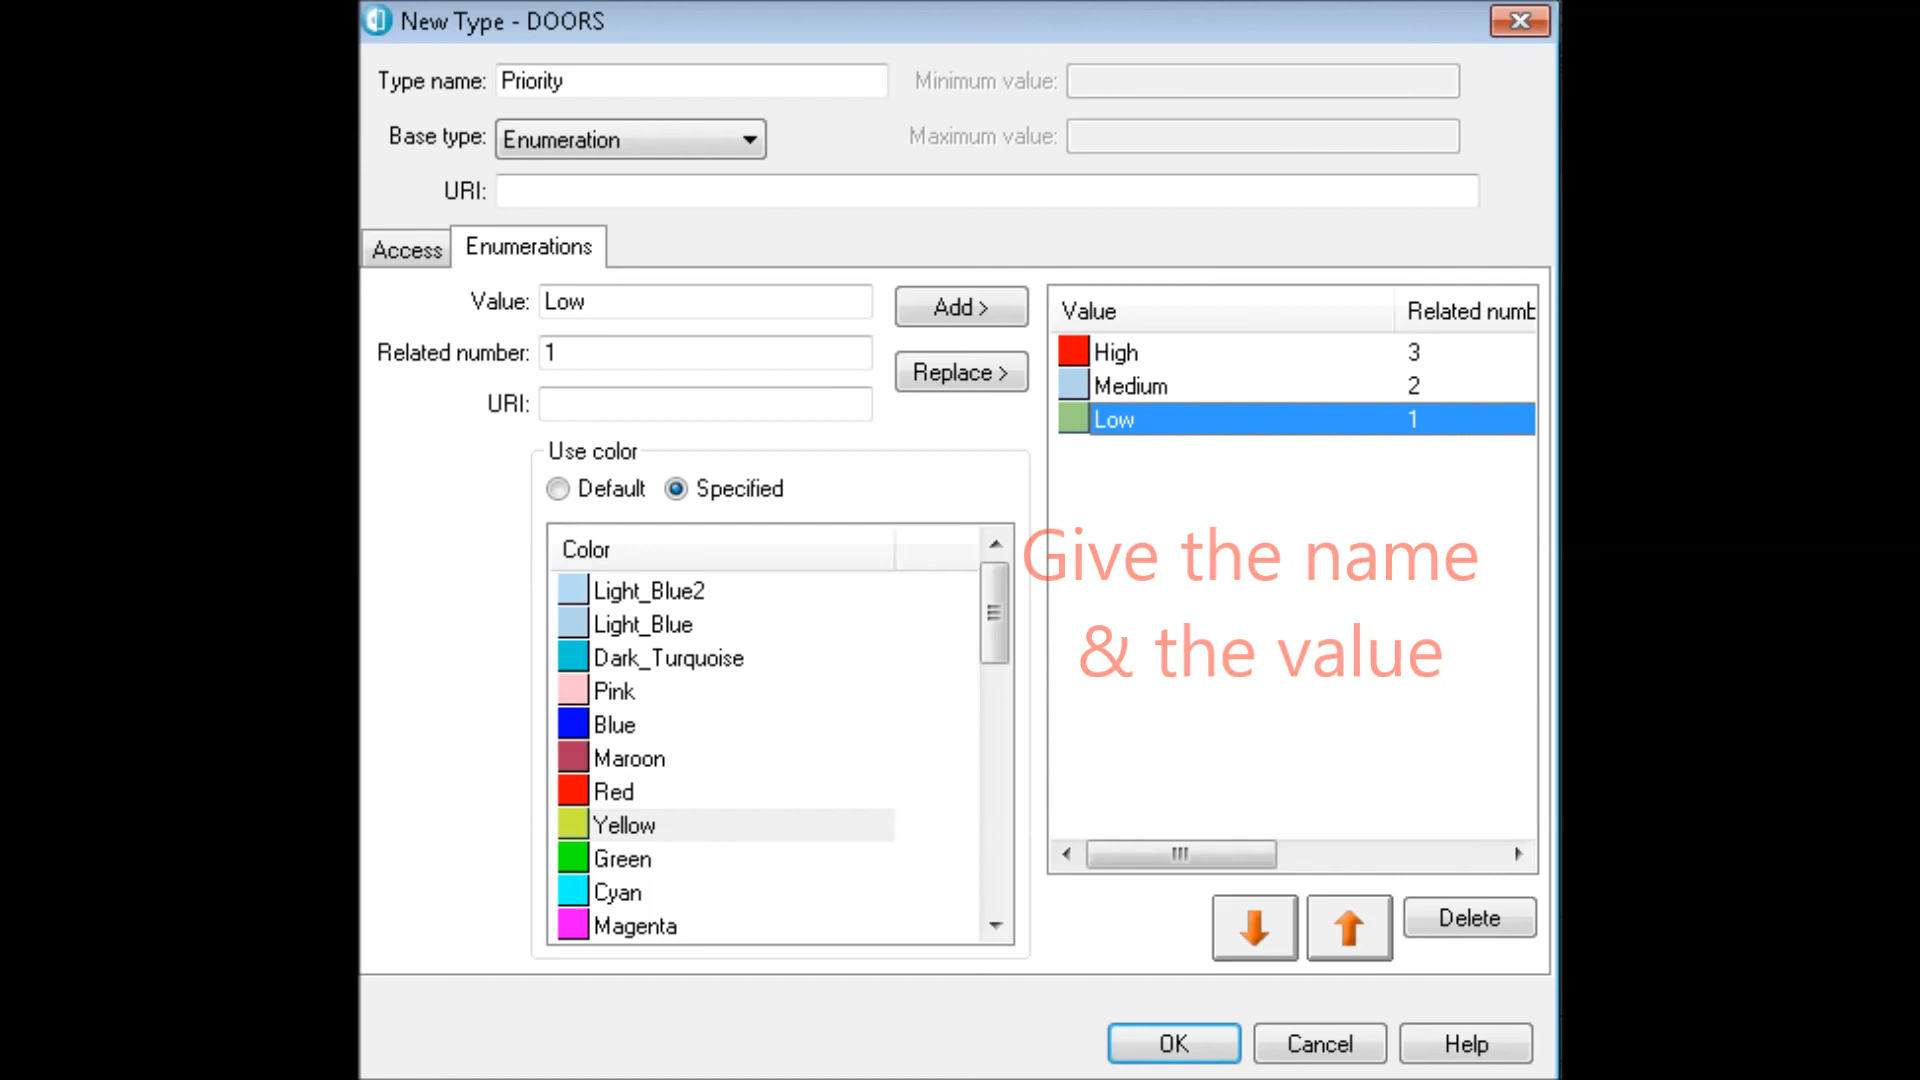 New Type - DOORS
Type name: Priority
Minimum value:
Base type: Enumeration
Maximum value:
URI:
Access
Enumerations
Value: Low
Add >
Related number: 1
Replace >
URI:
Use color
Default
Specified
Color
Light_Blue2
Light_Blue
Dark_Turquoise
Pink
Blue
Maroon
Red
Yellow
Green
Cyan
Magenta
Value Related numb
High 3
Medium 2
Low 1
Give the name
& the value
Delete
OK
Cancel
Help